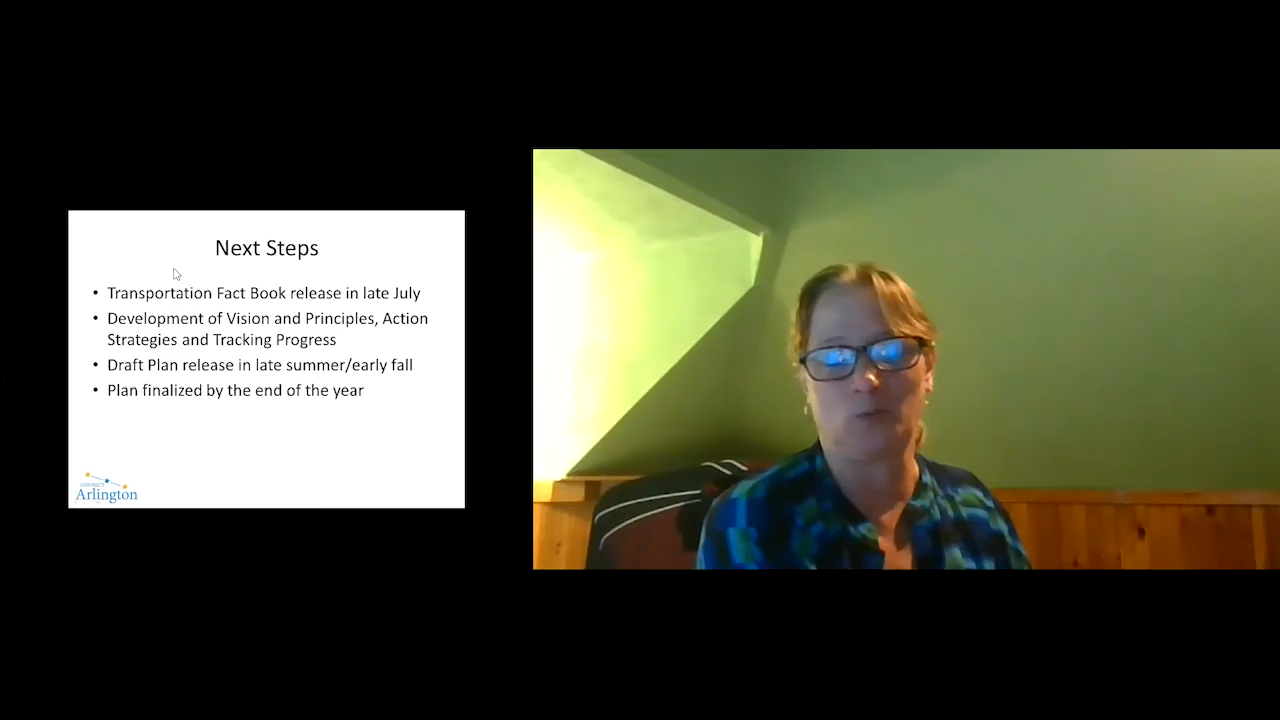 Next Steps
• Transportation Fact Book release in late July
• Development of Vision and Principles, Action
Strategies and Tracking Progress
• Draft Plan release in late summer/early fall
• Plan finalized by the end of the year
CONNECT
Arlington